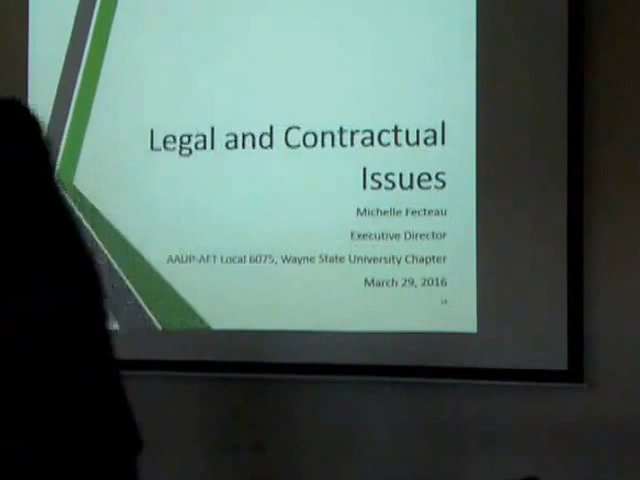 Legal and Contractual
Issues
Michelle Fecteau
Executive Director
AAUP-AFT Local 6075, Wayne State University Chapter
March 29, 2016